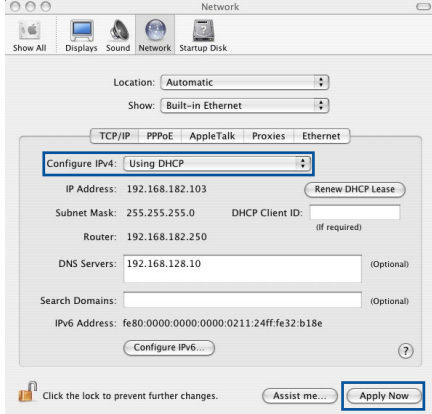 Network
Show All Displays Sound Network Startup Disk
Location: Automatic
Show: Built-in Ethernet
TCP/IP PPPoE AppleTalk Proxies Ethernet
Configure IPv4: Using DHCP
IP Address: 192.168.182.103 Renew DHCP Lease
Subnet Mask: 255.255.255.0 DHCP Client ID:
(If required)
Router: 192.168.182.250
DNS Servers: 192.168.128.10 (Optional)
Search Domains: (Optional)
IPv6 Address: fe80:0000:0000:0000:0211:24ff:fe32:b18e
Configure IPv6... ?
Click the lock to prevent further changes. Assist me... Apply Now